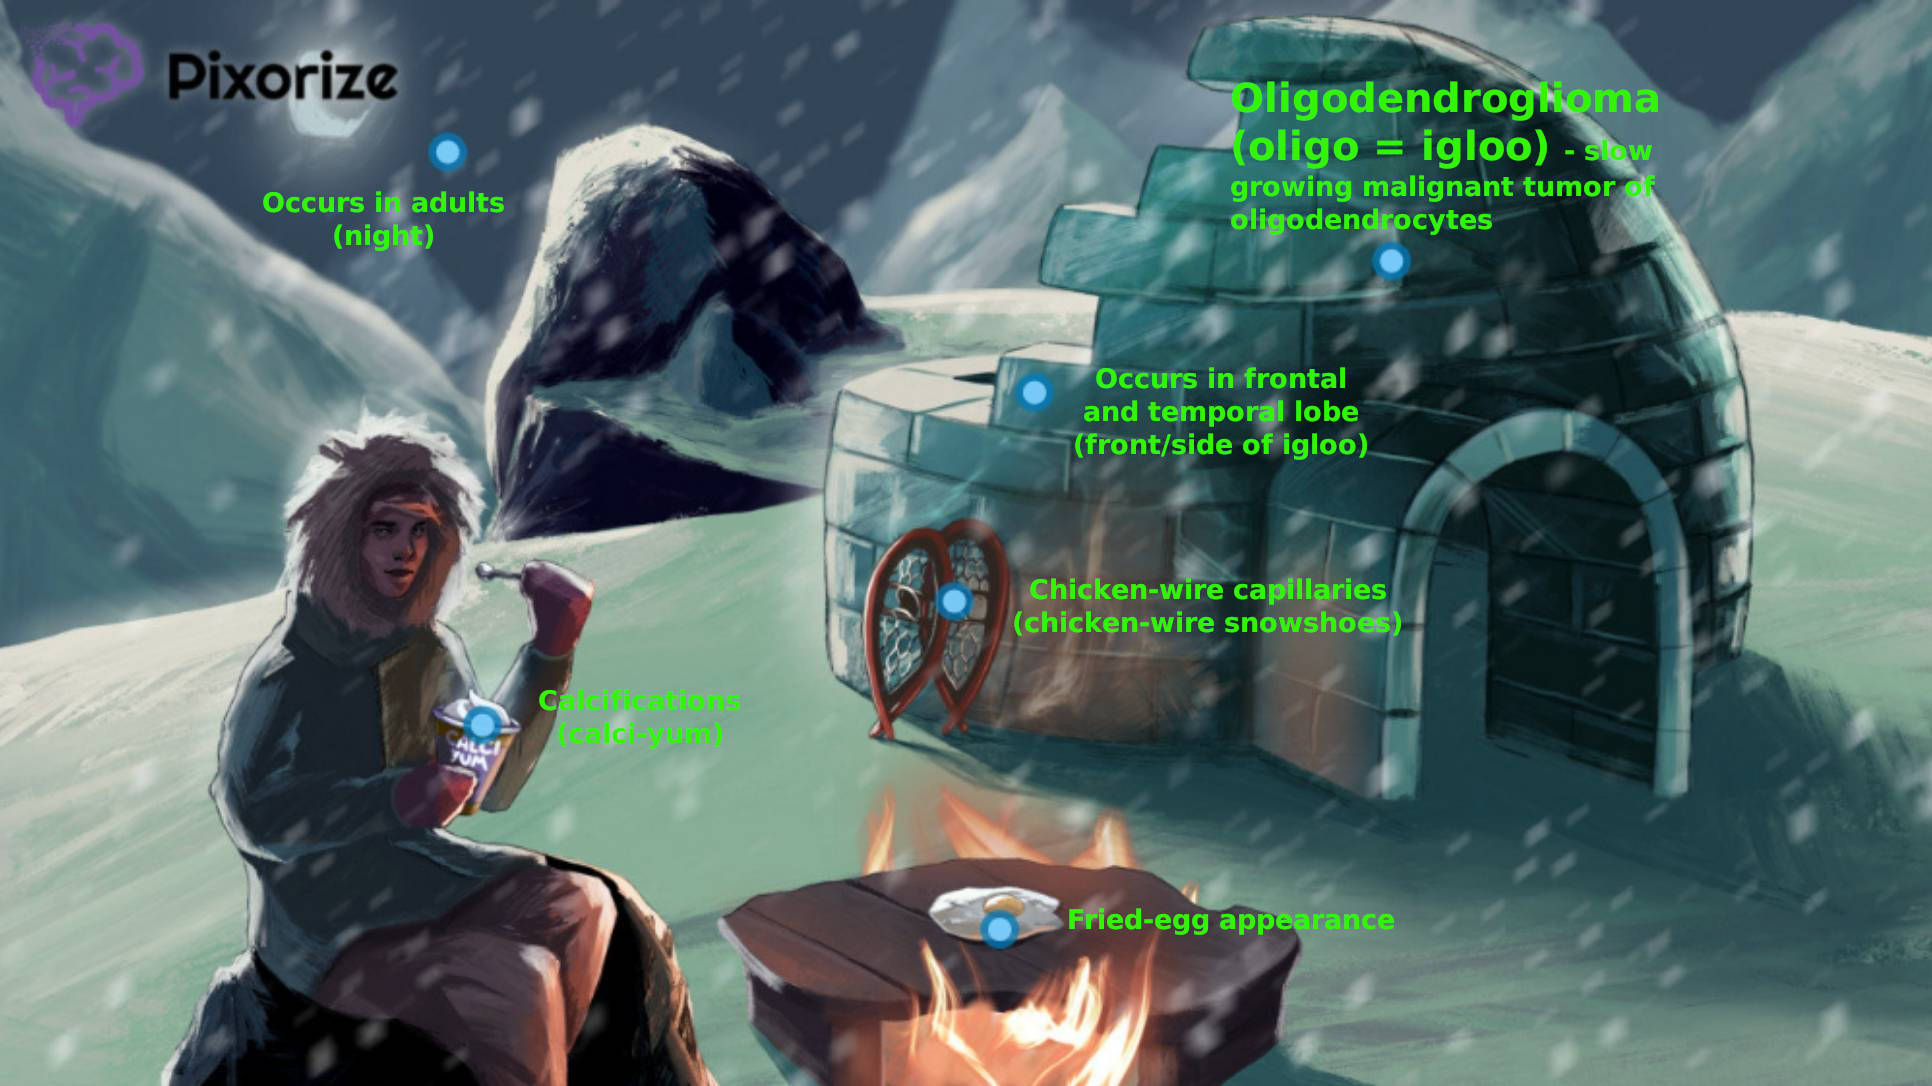 Pixorize
Oligodendroglioma
(oligo = igloo) - slow
growing malignant tumor of
oligodendrocytes
Occurs in adults
(night)
Occurs in frontal
and temporal lobe
(front/side of igloo)
Chicken-wire capillaries
(chicken-wire snowshoes)
Calcifications
(calci-yum)
CALCI
YUM
Fried-egg appearance